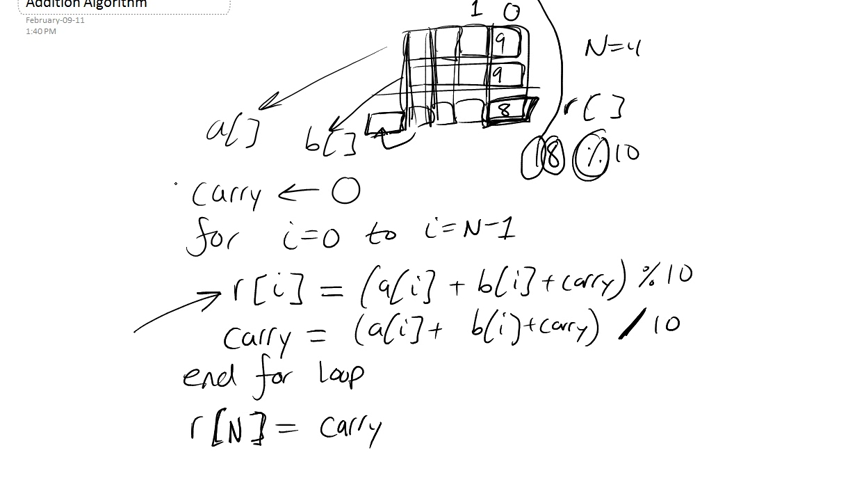 Addition Algorithm
February-09-11
1:40 PM
1 0
9
N=4
9
8
r[]
a[]
b[]
18 % 10
carry ← 0
for i=0 to i=N-1
r[i] = (a[i] + b[i]+carry) % 10
carry = (a[i]+ b[i]+carry) / 10
end for loop
r[N] = carry